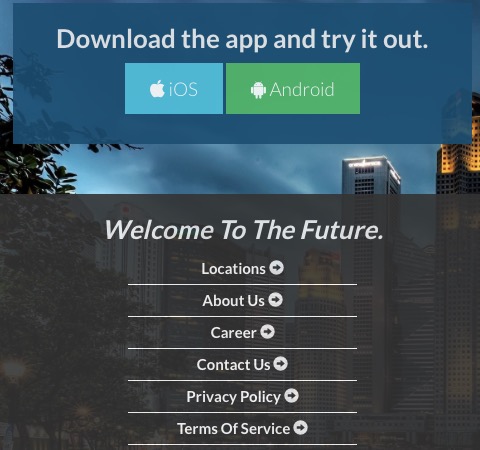 Download the app and try it out.
iOS
Android
Welcome To The Future.
Locations
About Us
Career
Contact Us
Privacy Policy
Terms Of Service